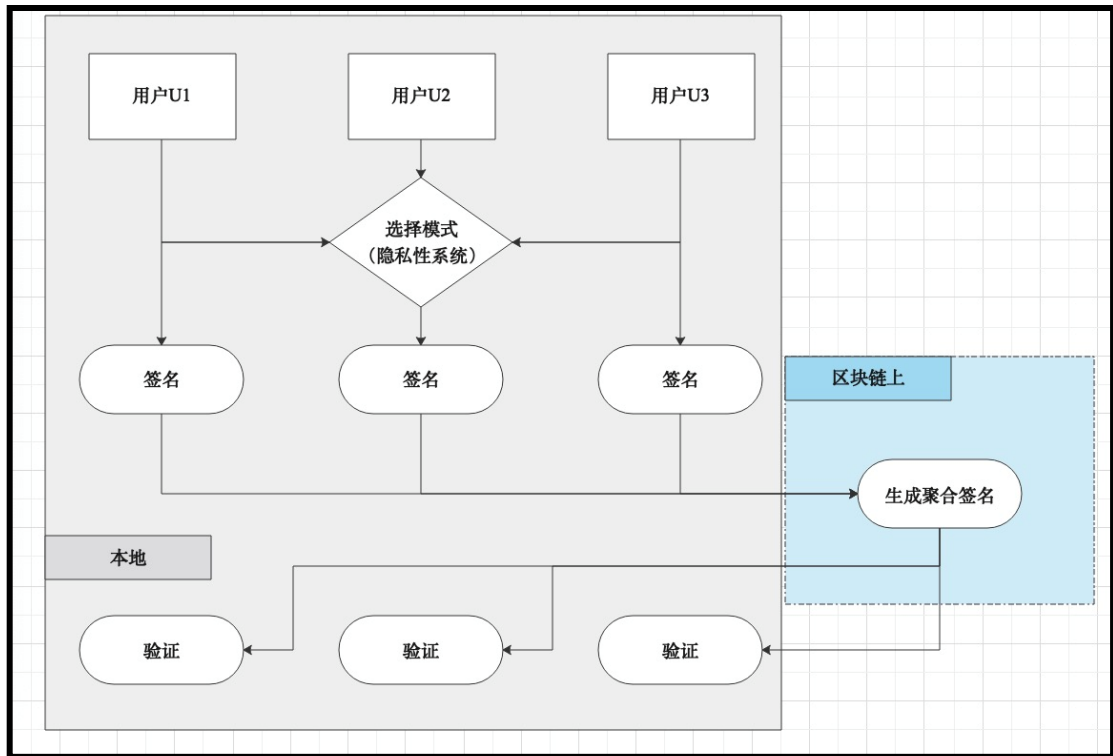 用户U1
用户U2
用户U3
选择模式
（隐私性系统）
签名
签名
签名
区块链上
生成聚合签名
本地
验证
验证
验证